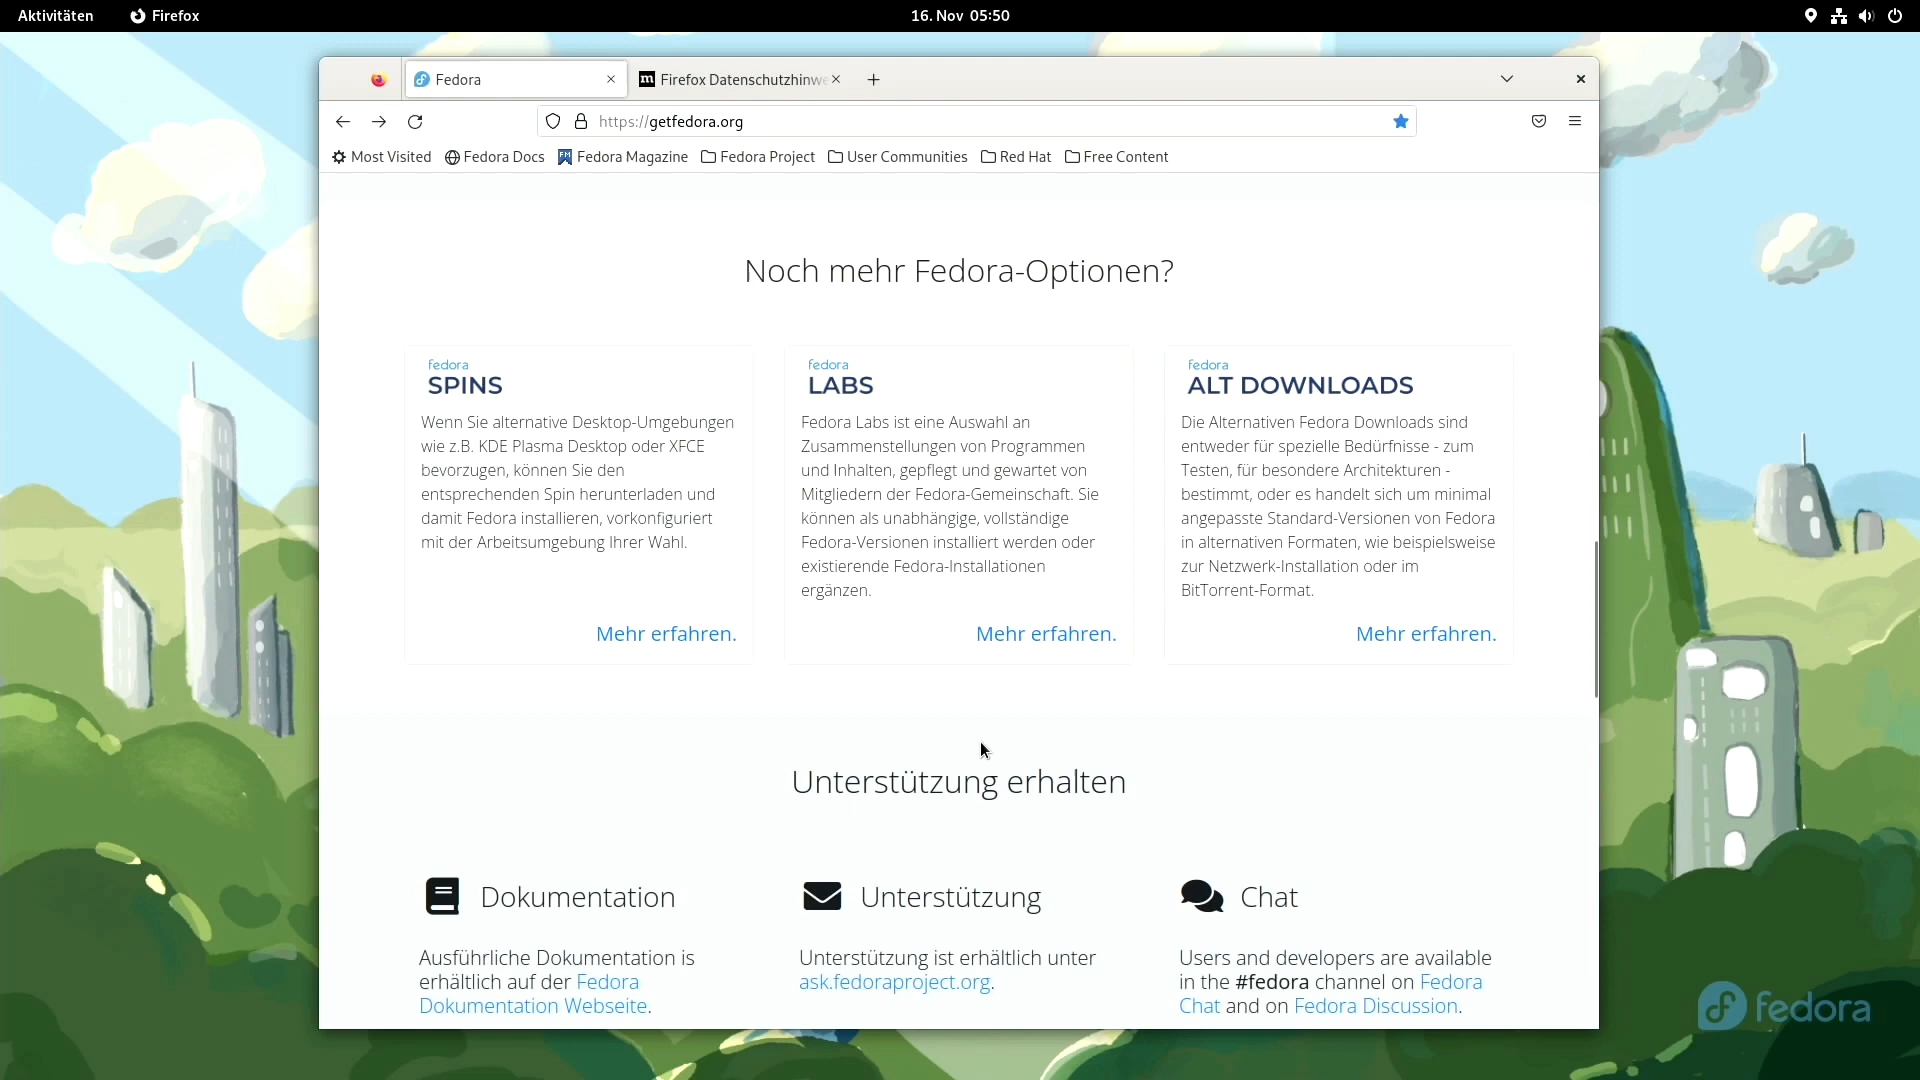 Aktivitäten Firefox 16. Nov 05:50
Fedora Firefox Datenschutzhinwe
https://getfedora.org
Most Visited Fedora Docs Fedora Magazine Fedora Project User Communities Red Hat Free Content
Noch mehr Fedora-Optionen?
fedora
SPINS
Wenn Sie alternative Desktop-Umgebungen
wie z.B. KDE Plasma Desktop oder XFCE
bevorzugen, können Sie den
entsprechenden Spin herunterladen und
damit Fedora installieren, vorkonfiguriert
mit der Arbeitsumgebung Ihrer Wahl.
Mehr erfahren.
fedora
LABS
Fedora Labs ist eine Auswahl an
Zusammenstellungen von Programmen
und Inhalten, gepflegt und gewartet von
Mitgliedern der Fedora-Gemeinschaft. Sie
können als unabhängige, vollständige
Fedora-Versionen installiert werden oder
existierende Fedora-Installationen
ergänzen.
Mehr erfahren.
fedora
ALT DOWNLOADS
Die Alternativen Fedora Downloads sind
entweder für spezielle Bedürfnisse - zum
Testen, für besondere Architekturen -
bestimmt, oder es handelt sich um minimal
angepasste Standard-Versionen von Fedora
in alternativen Formaten, wie beispielsweise
zur Netzwerk-Installation oder im
BitTorrent-Format.
Mehr erfahren.
Unterstützung erhalten
Dokumentation
Ausführliche Dokumentation is
erhältlich auf der Fedora
Dokumentation Webseite.
Unterstützung
Unterstützung ist erhältlich unter
ask.fedoraproject.org.
Chat
Users and developers are available
in the #fedora channel on Fedora
Chat and on Fedora Discussion.
fedora